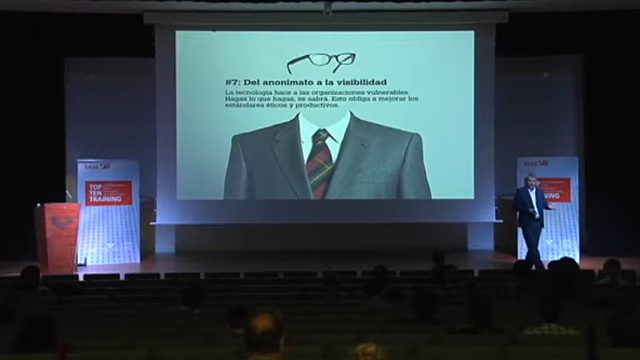 #7: Del anonimato a la visibilidad
La tecnología hace a las organizaciones vulnerables.
Hagas lo que hagas, se sabrá. Esto obliga a mejorar los
estándares éticos y productivos.
TOP
TEN
TRAINING